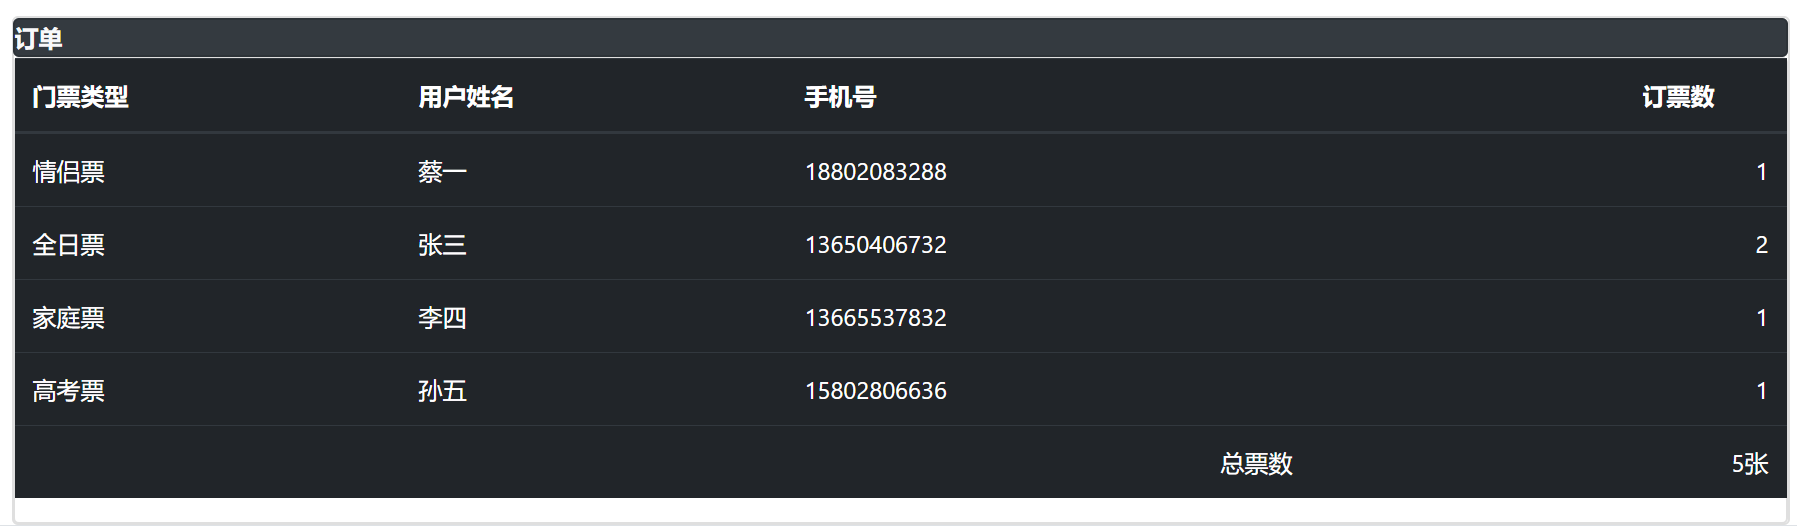 订单
门票类型 用户姓名 手机号 订票数
情侣票 蔡一 18802083288 1
全日票 张三 13650406732 2
家庭票 李四 13665537832 1
高考票 孙五 15802806636 1
总票数 5张